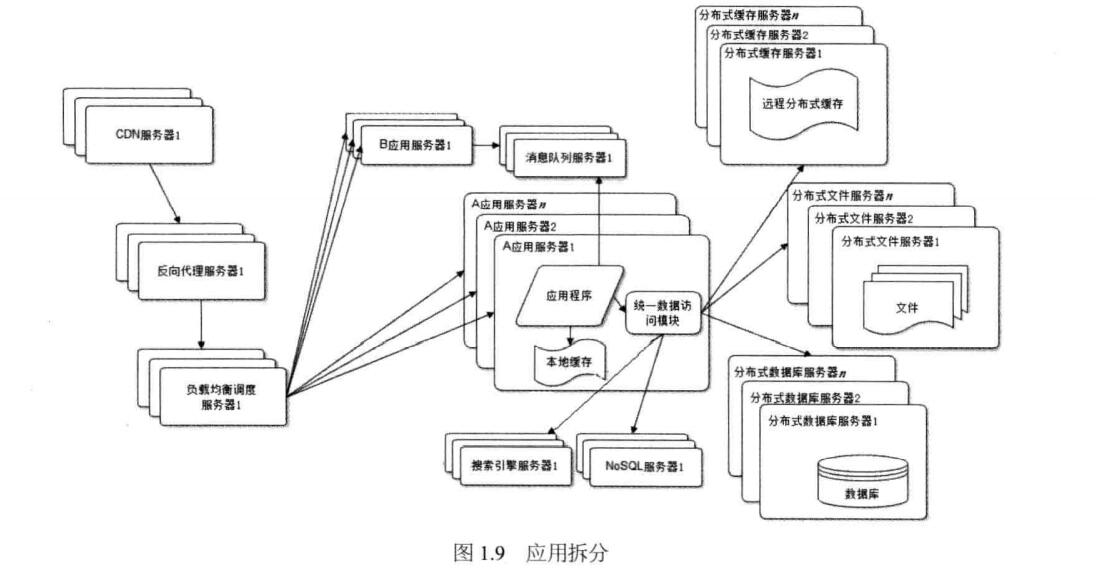 分布式缓存服务器n
分布式缓存服务器2
分布式缓存服务器1
远程分布式缓存
CDN服务器1
B应用服务器1
消息队列服务器1
A应用服务器n
A应用服务器2
A应用服务器1
分布式文件服务器n
分布式文件服务器2
分布式文件服务器1
文件
反向代理服务器1
应用程序
统一数据访
问模块
本地缓存
负载均衡调度
服务器1
分布式数据库服务器n
分布式数据库服务器2
分布式数据库服务器1
数据库
搜索引擎服务器1
NoSQL服务器1
图 1.9 应用拆分